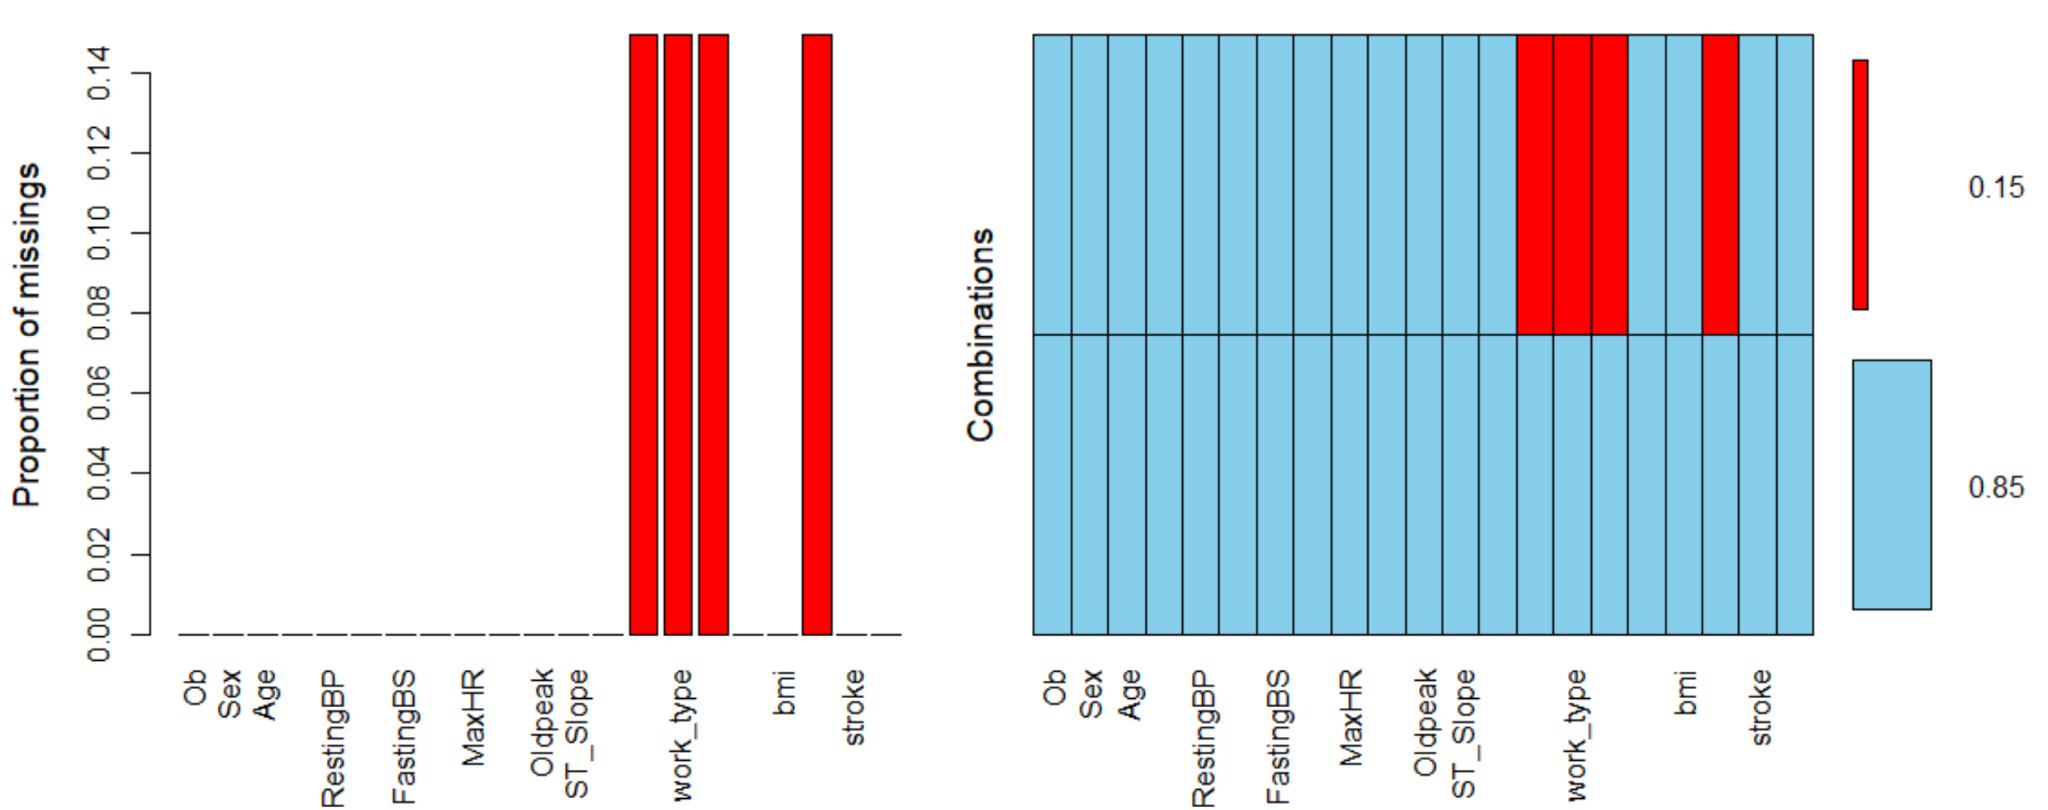 Proportion of missings
0.14
0.12
0.10
0.08
0.06
0.04
0.02
0.00
Ob
Sex
Age
RestingBP
FastingBS
MaxHR
Oldpeak
ST_Slope
work_type
bmi
stroke
Combinations
Ob
Sex
Age
RestingBP
FastingBS
MaxHR
Oldpeak
ST_Slope
work_type
bmi
stroke
0.15
0.85